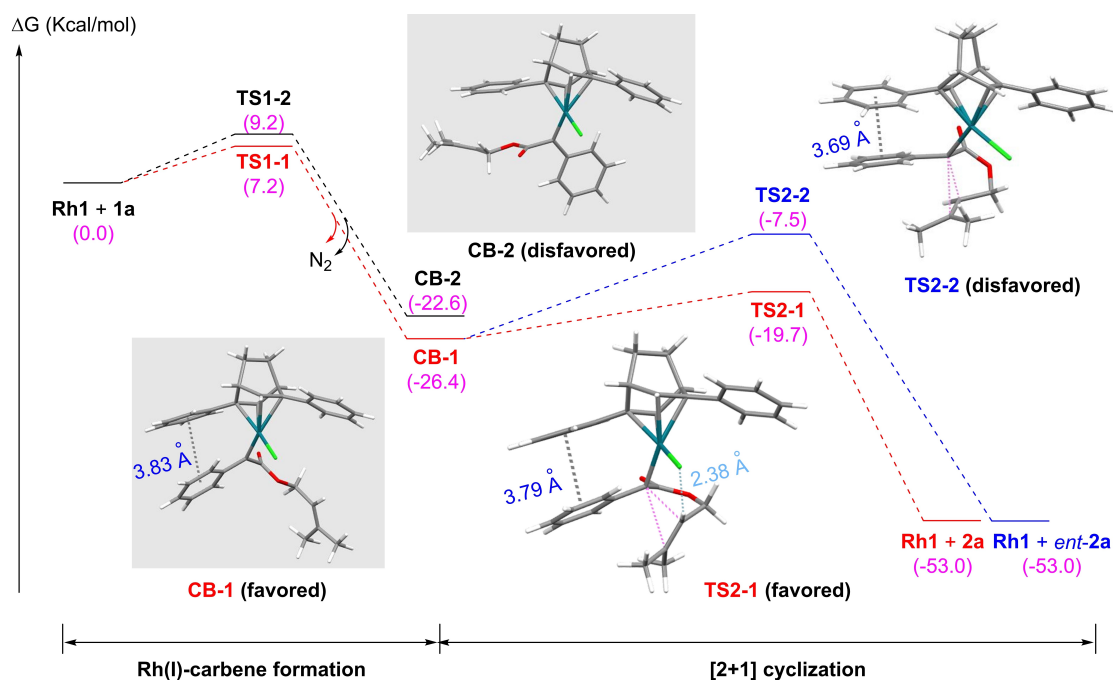 ΔG (Kcal/mol)
TS1-2
(9.2)
TS1-1
(7.2)
Rh1 + 1a
(0.0)
N₂
CB-2
(-22.6)
CB-1
(-26.4)
CB-2 (disfavored)
TS2-2
(-7.5)
TS2-1
(-19.7)
3.69 Å
TS2-2 (disfavored)
3.83 Å
CB-1 (favored)
3.79 Å
2.38 Å
TS2-1 (favored)
Rh1 + 2a
(-53.0)
Rh1 + ent-2a
(-53.0)
Rh(I)-carbene formation
[2+1] cyclization